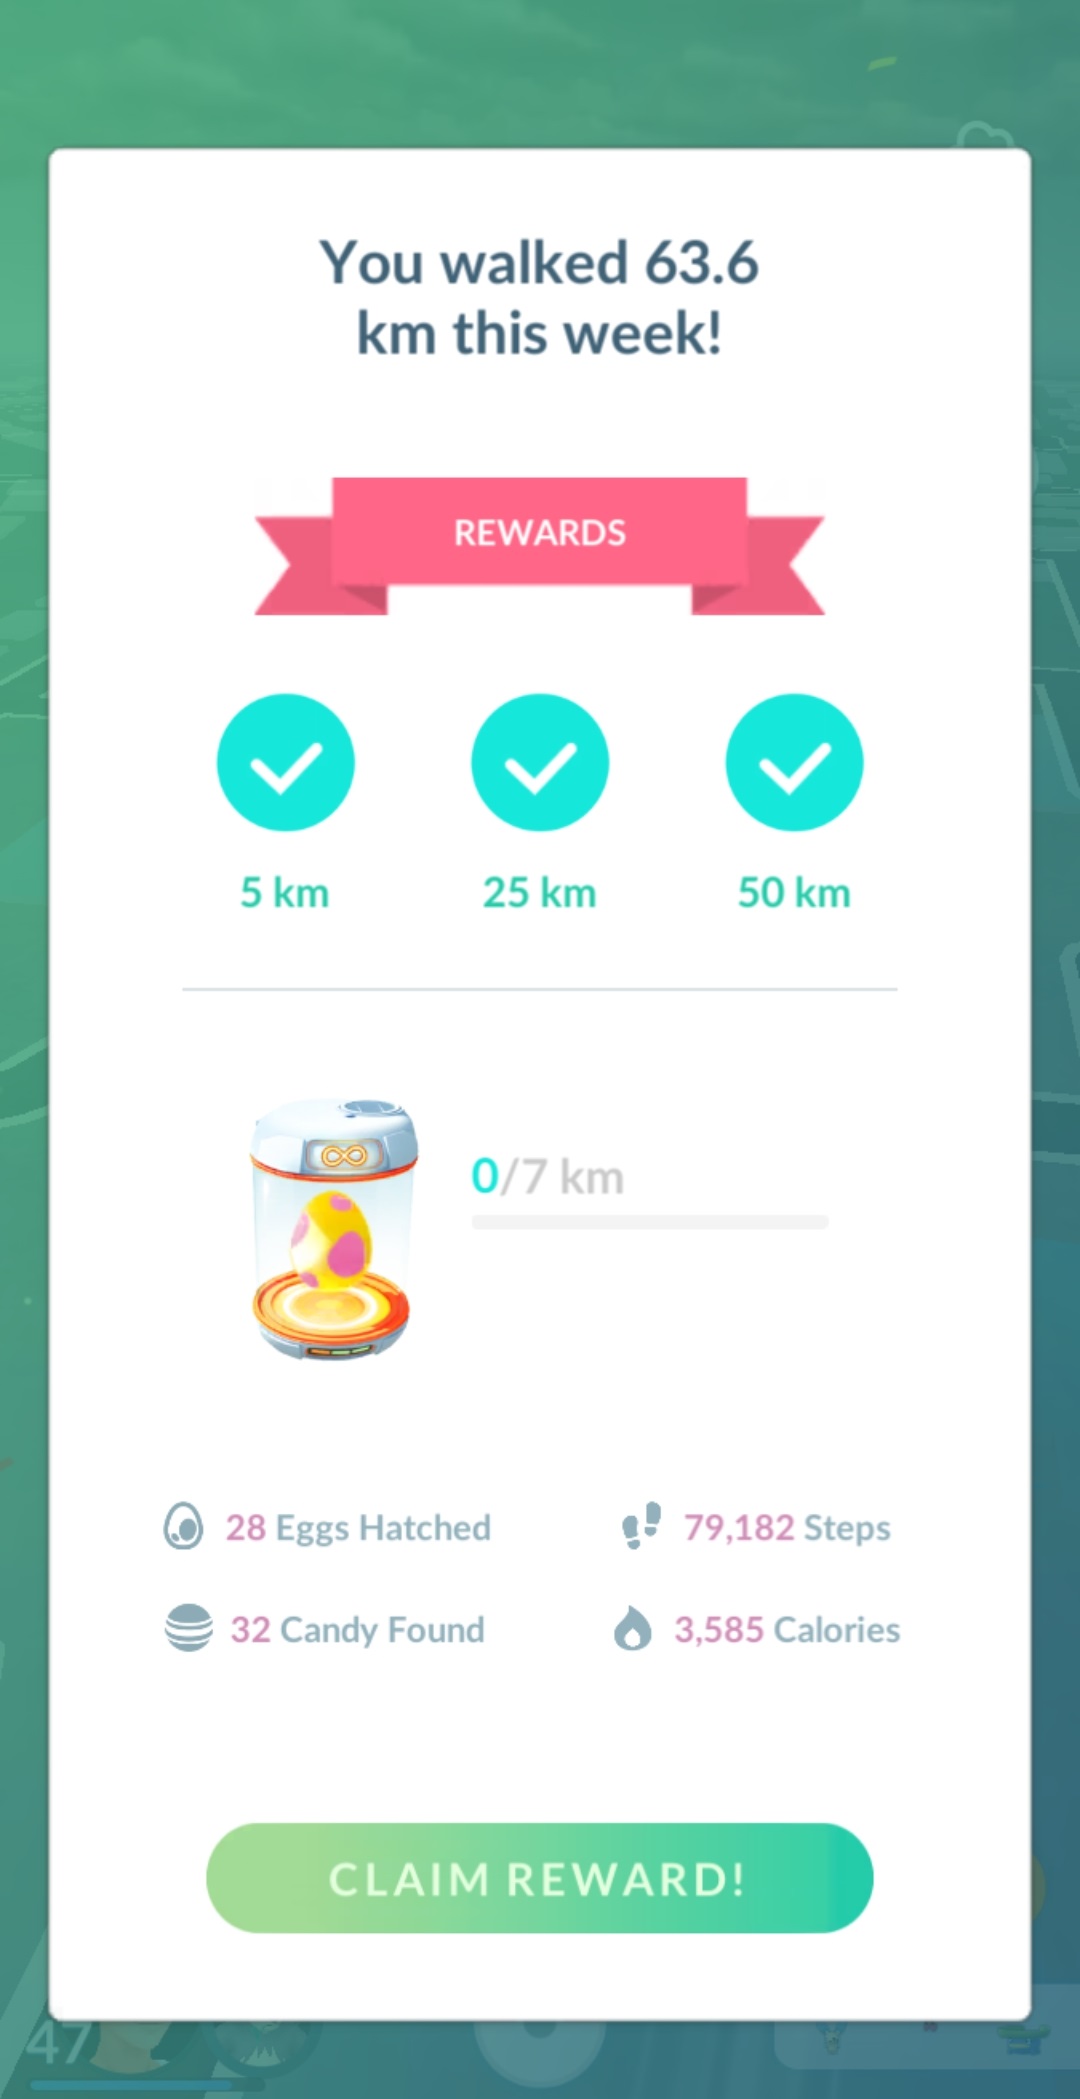 You walked 63.6
km this week!
REWARDS
5 km
25 km
50 km
0/7 km
28 Eggs Hatched
79,182 Steps
32 Candy Found
3,585 Calories
CLAIM REWARD!
47